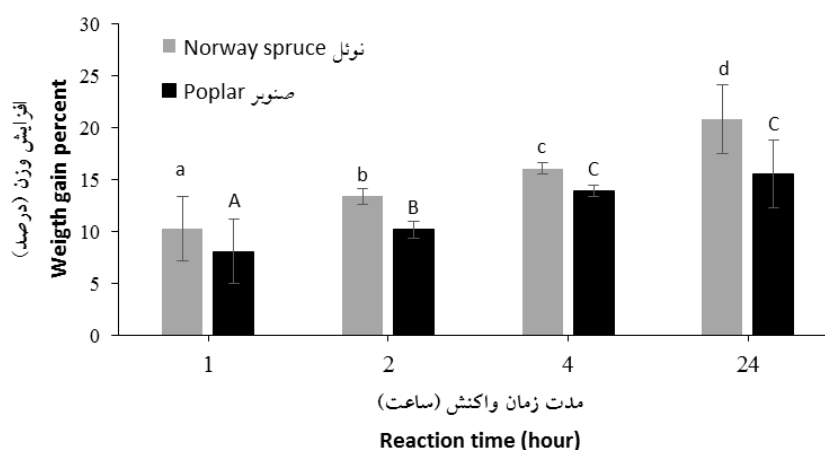 افزایش وزن (درصد)
Weigth gain percent
30
25
20
15
10
5
0
Norway spruce نوئل
Poplar صنوبر
a
A
b
B
c
C
d
C
1
2
4
24
مدت زمان واکنش (ساعت)
Reaction time (hour)